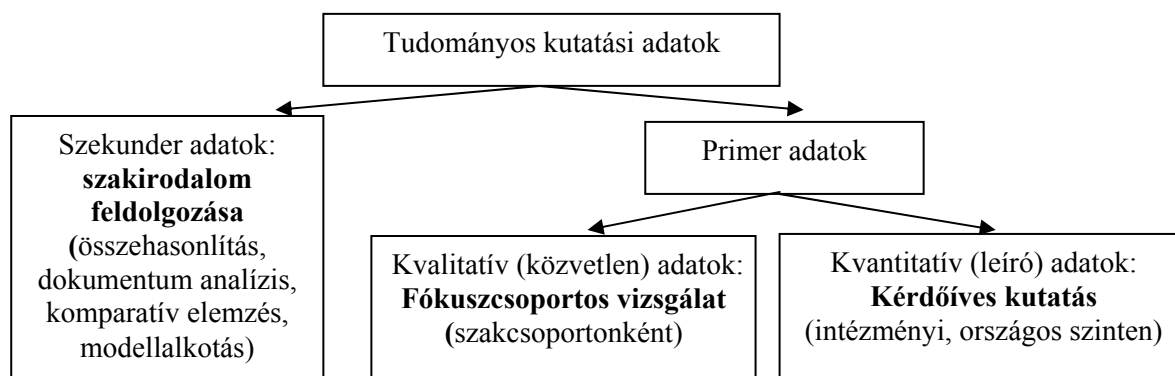 Tudományos kutatási adatok
Szekunder adatok:
szakirodalom
feldolgozása
(összehasonlítás,
dokumentum analízis,
komparatív elemzés,
modellalkotás)
Primer adatok
Kvalitatív (közvetlen) adatok:
Fókuszcsoportos vizsgálat
(szakcsoportonként)
Kvantitatív (leíró) adatok:
Kérdőíves kutatás
(intézményi, országos szinten)